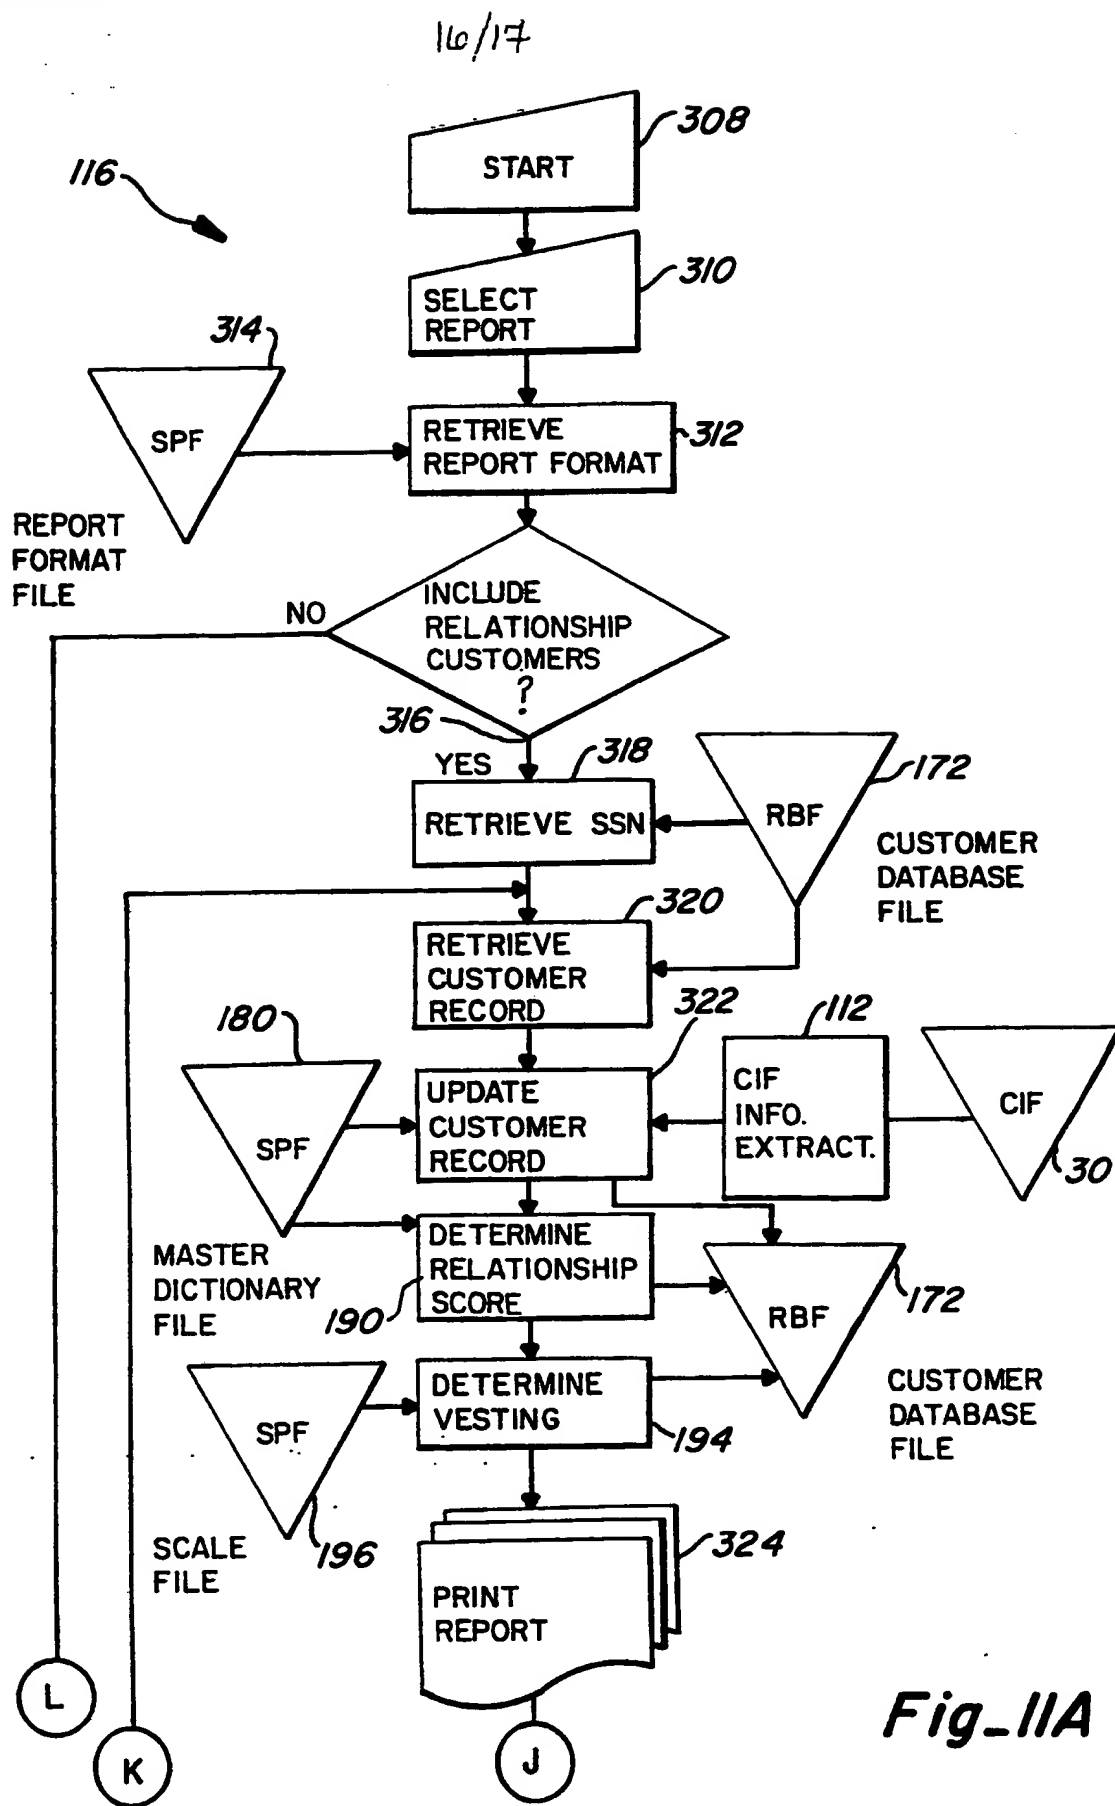 16/17
308
START
116
310
SELECT
REPORT
314
SPF
RETRIEVE
REPORT FORMAT
312
REPORT
FORMAT
FILE
NO
INCLUDE
RELATIONSHIP
CUSTOMERS
?
316
YES
318
RETRIEVE SSN
RBF
172
CUSTOMER
DATABASE
FILE
320
RETRIEVE
CUSTOMER
RECORD
322
180
SPF
UPDATE
CUSTOMER
RECORD
112
CIF
INFO.
EXTRACT.
CIF
30
MASTER
DICTIONARY
FILE
190
DETERMINE
RELATIONSHIP
SCORE
RBF
172
CUSTOMER
DATABASE
FILE
SPF
196
SCALE
FILE
DETERMINE
VESTING
194
324
PRINT
REPORT
L
K
J
Fig_11A